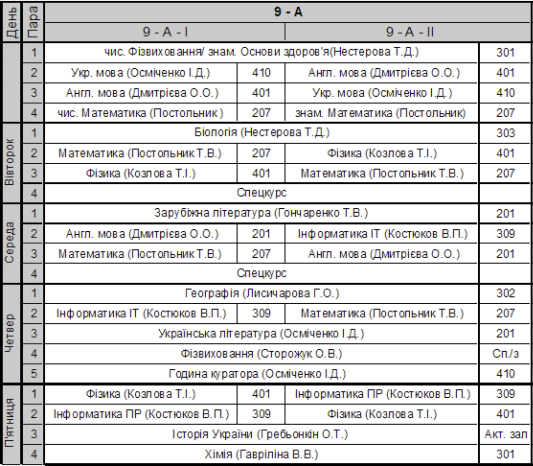 День Пара 9 - А
9 - А - I 9 - А - II
1 чис. Фізвиховання/ знам. Основи здоров'я(Нестерова Т.Д.) 301
2 Укр. мова (Осміченко І.Д.) 410 Англ. мова (Дмитрієва О.О.) 401
3 Англ. мова (Дмитрієва О.О.) 401 Укр. мова (Осміченко І.Д.) 410
4 чис. Математика (Постольник ) 207 знам. Математика (Постольник) 207
Вівторок
1 Біологія (Нестерова Т.Д.) 303
2 Математика (Постольник Т.В.) 207 Фізика (Козлова Т.І.) 401
3 Фізика (Козлова Т.І.) 401 Математика (Постольник Т.В.) 207
4 Спецкурс
Середа
1 Зарубіжна література (Гончаренко Т.В.) 201
2 Англ. мова (Дмитрієва О.О.) 201 Інформатика ІТ (Костюков В.П.) 309
3 Математика (Постольник Т.В.) 207 Англ. мова (Дмитрієва О.О.) 201
4 Спецкурс
Четвер
1 Географія (Лисичарова Г.О.) 302
2 Інформатика ІТ (Костюков В.П.) 309 Математика (Постольник Т.В.) 207
3 Українська література (Осміченко І.Д.) 201
4 Фізвиховання (Сторожук О.В.) Сп./з
5 Година куратора (Осміченко І.Д.) 410
П'ятниця
1 Фізика (Козлова Т.І.) 401 Інформатика ПР (Костюков В.П.) 309
2 Інформатика ПР (Костюков В.П.) 309 Фізика (Козлова Т.І.) 401
3 Історія України (Гребьонкін О.Т.) Акт. зал
4 Хімія (Гавріліна В.В.) 301